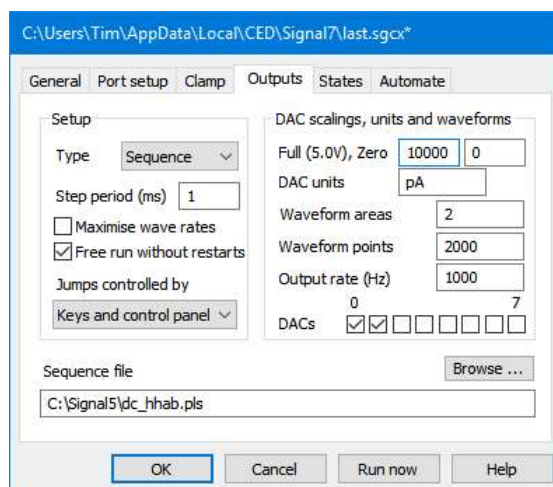 C:\Users\Tim\AppData\Local\CED\Signal7\last.sgcx*
General Port setup Clamp Outputs States Automate
Setup
Type Sequence
Step period (ms) 1
Maximise wave rates
Free run without restarts
Jumps controlled by
Keys and control panel
DAC scalings, units and waveforms
Full (5.0V), Zero 10000 0
DAC units pA
Waveform areas 2
Waveform points 2000
Output rate (Hz) 1000
0 7
DACs
Sequence file
Browse ...
C:\Signal5\dc_hhab.pls
OK Cancel Run now Help